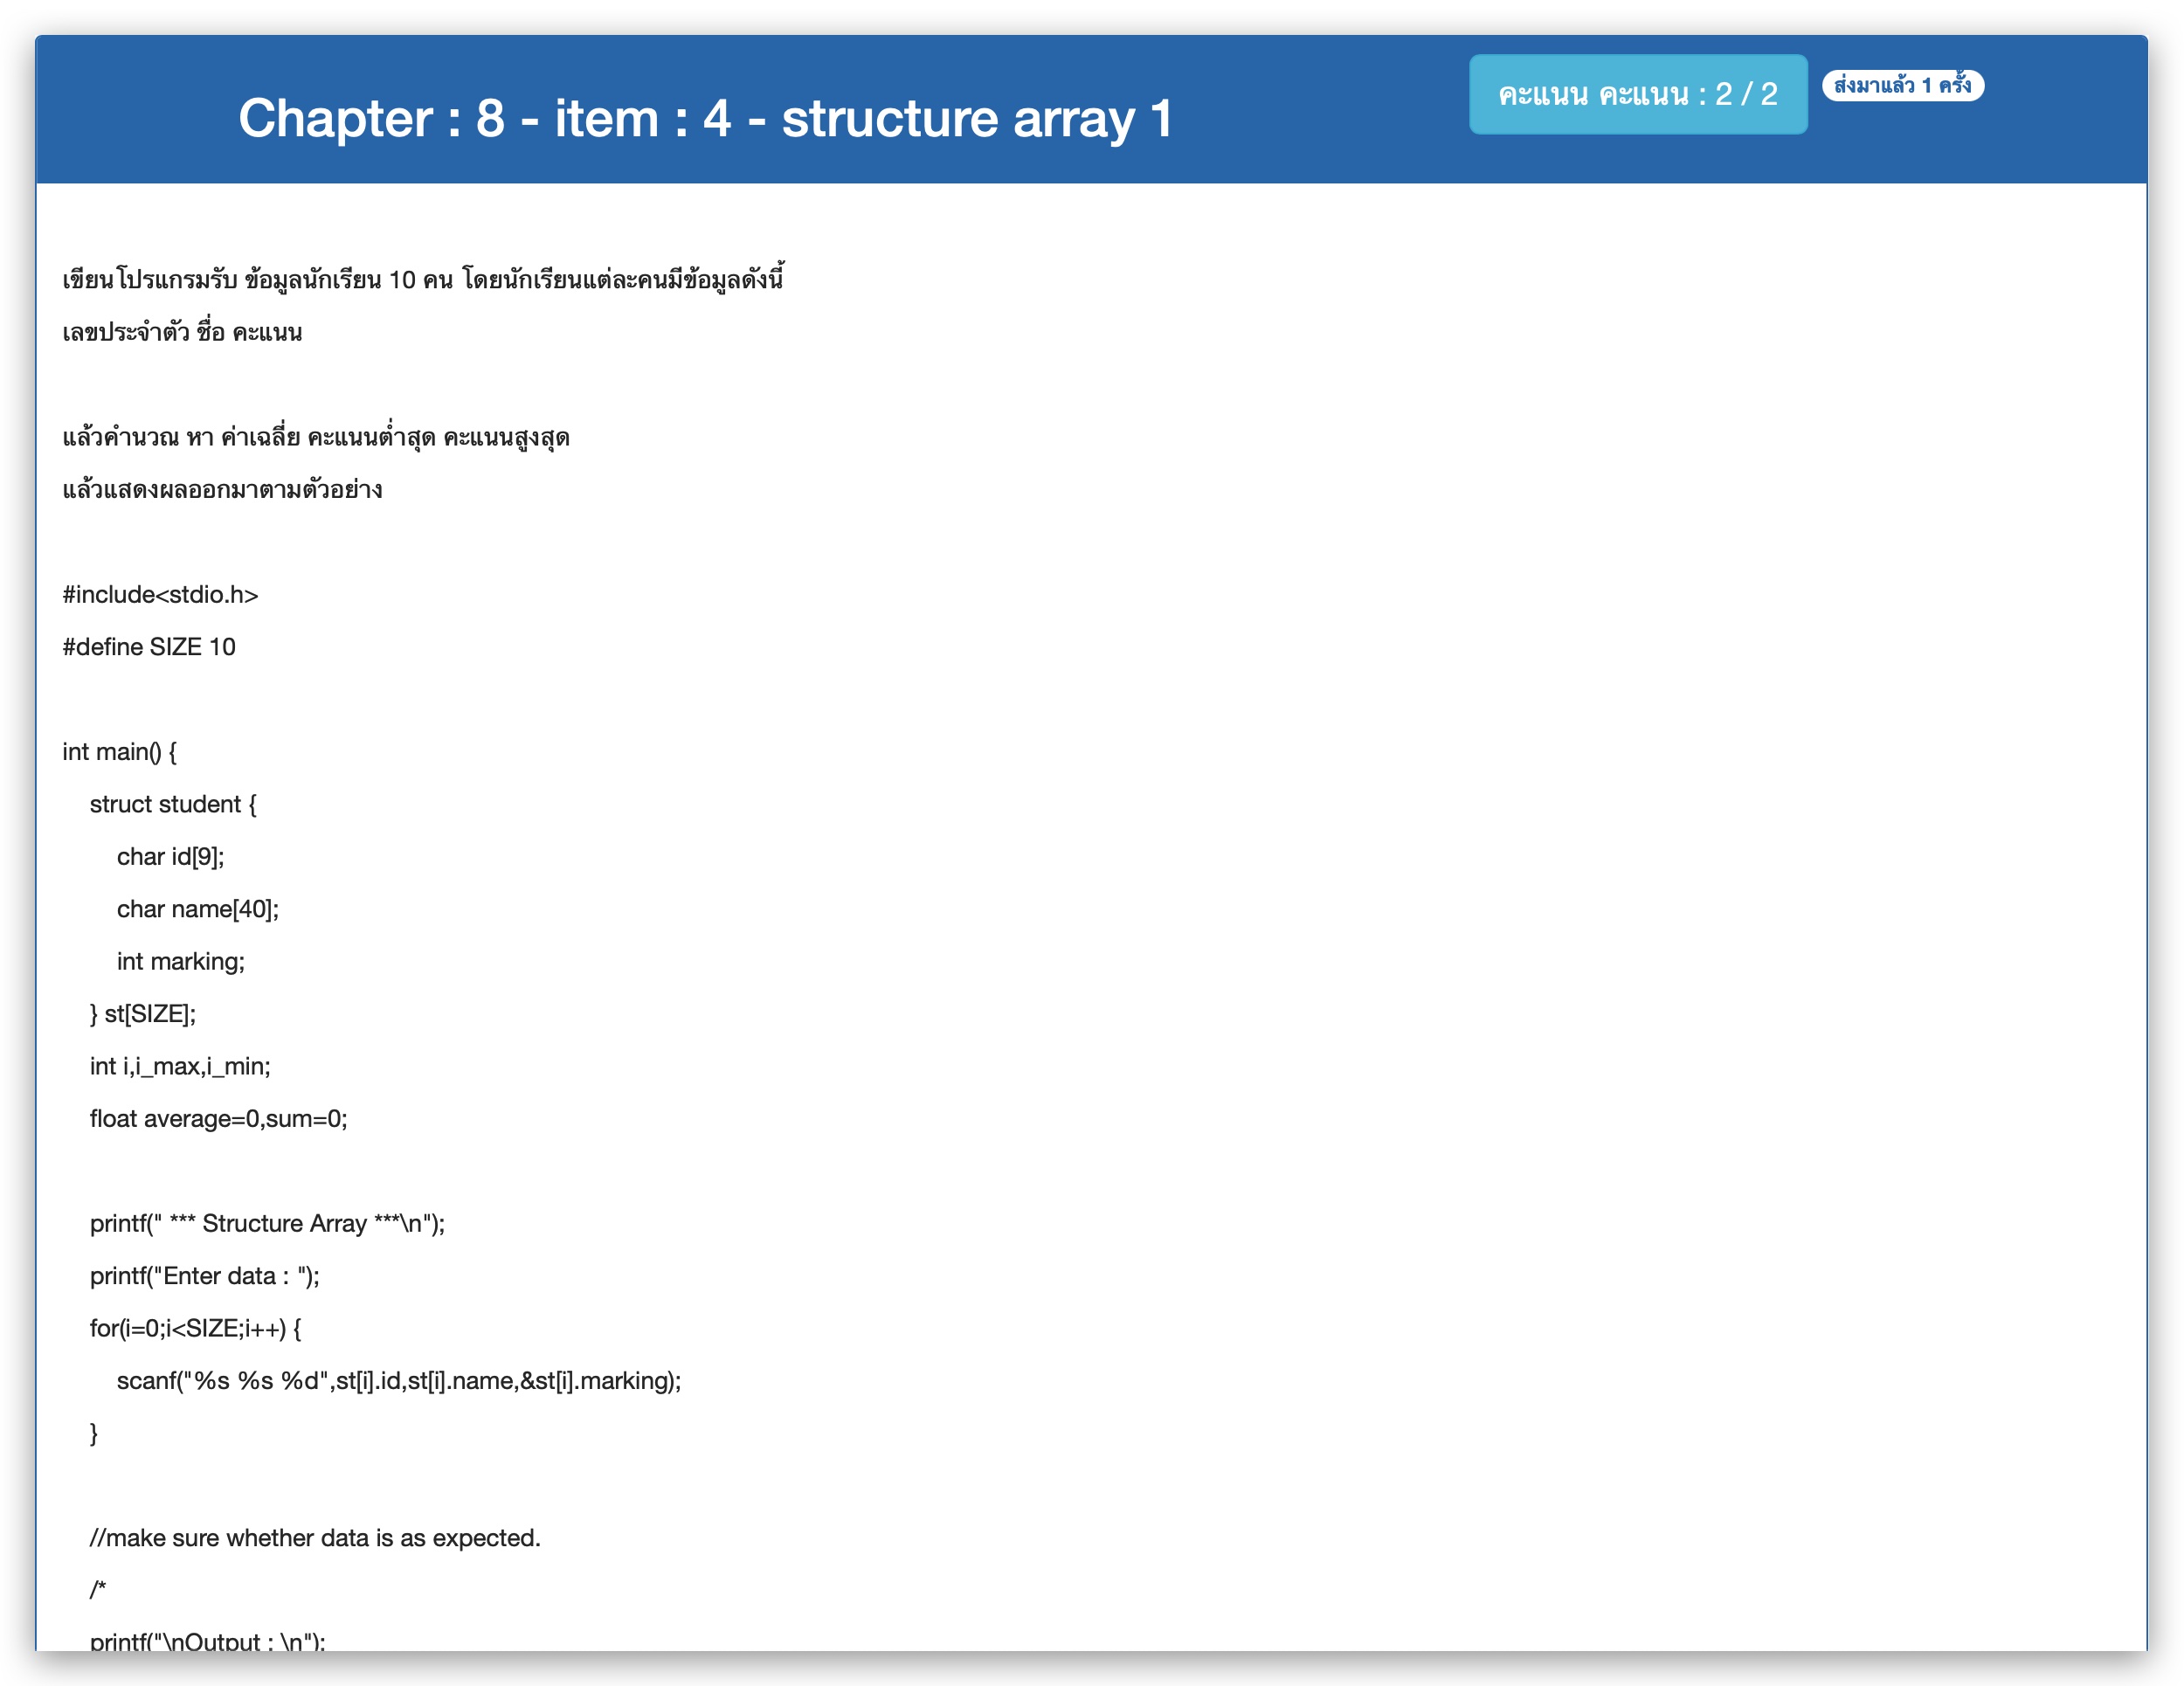 Chapter : 8 - item : 4 - structure array 1
คะแนน คะแนน : 2 / 2
ส่งมาแล้ว 1 ครั้ง
เขียนโปรแกรมรับ ข้อมูลนักเรียน 10 คน โดยนักเรียนแต่ละคนมีข้อมูลดังนี้
เลขประจำตัว ชื่อ คะแนน
แล้วคำนวณ หา ค่าเฉลี่ย คะแนนต่ำสุด คะแนนสูงสุด
แล้วแสดงผลออกมาตามตัวอย่าง
#include<stdio.h>
#define SIZE 10
int main() {
struct student {
char id[9];
char name[40];
int marking;
} st[SIZE];
int i,i_max,i_min;
float average=0,sum=0;
printf(" *** Structure Array ***\n");
printf("Enter data : ");
for(i=0;i<SIZE;i++) {
scanf("%s %s %d",st[i].id,st[i].name,&st[i].marking);
}
//make sure whether data is as expected.
/*
printf("\nOutput : \n");